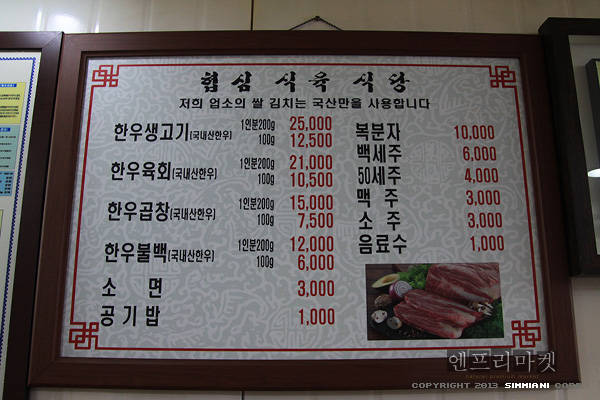 협심 식육 식당
저희 업소의 쌀 김치는 국산만을 사용합니다
한우생고기(국내산한우) 1인분200g 25,000
100g 12,500
한우육회(국내산한우) 1인분200g 21,000
100g 10,500
한우곱창(국내산한우) 1인분200g 15,000
100g 7,500
한우불백(국내산한우) 1인분200g 12,000
100g 6,000
소 면 3,000
공기밥 1,000
복분자 10,000
백세주 6,000
50세주 4,000
맥 주 3,000
소 주 3,000
음료수 1,000
엔프리마켓
COPYRIGHT 2013 SIMMIANI CORP